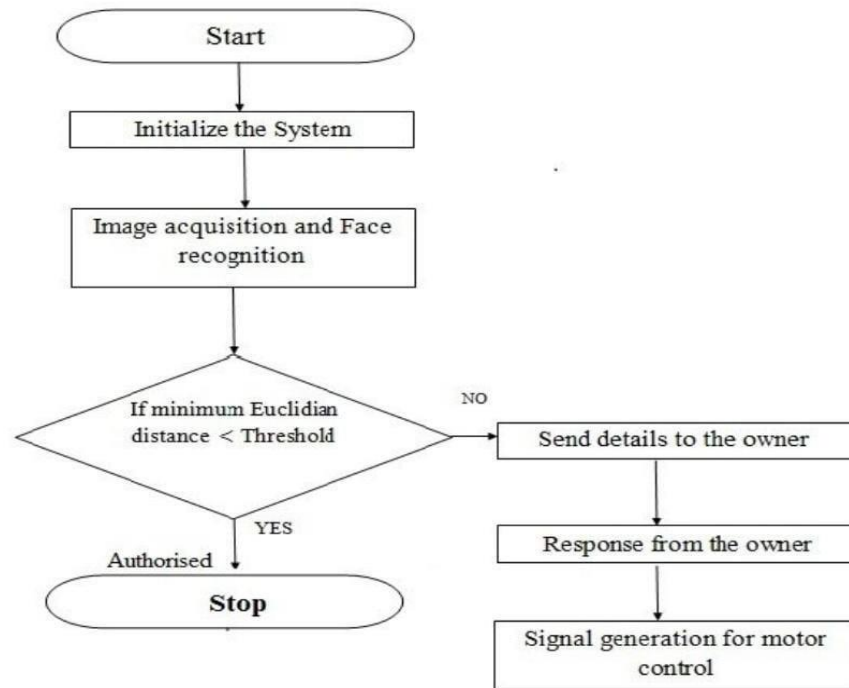 Start
Initialize the System
Image acquisition and Face
recognition
If minimum Euclidian
distance < Threshold
NO
Send details to the owner
YES
Response from the owner
Authorised
Stop
Signal generation for motor
control